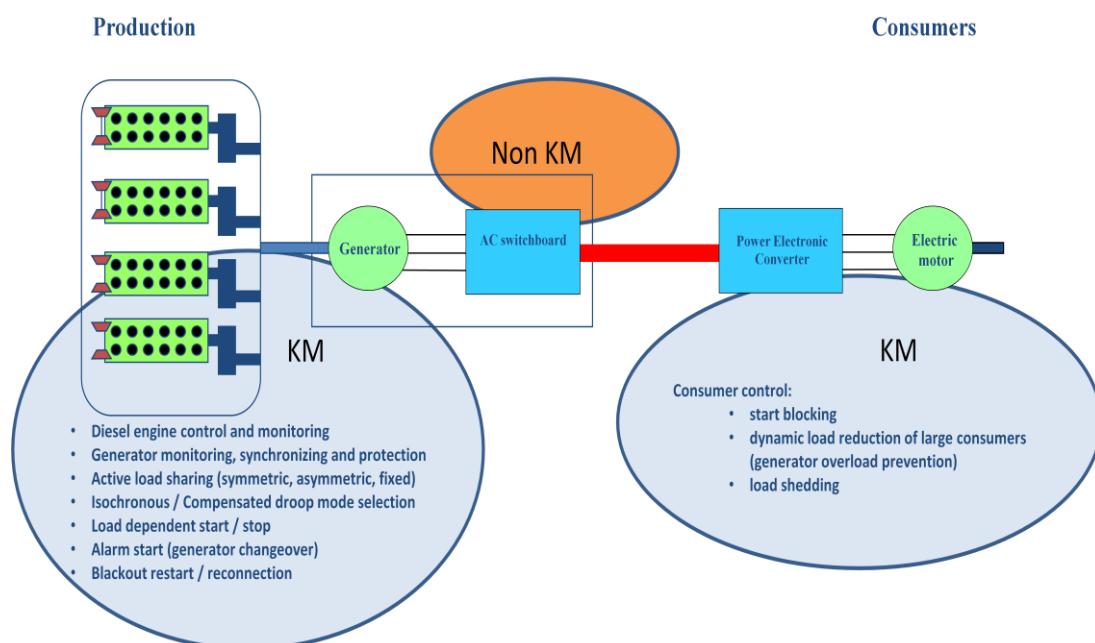 Production
Consumers
Non KM
Generator
AC switchboard
Power Electronic
Converter
Electric
motor
KM
• Diesel engine control and monitoring
• Generator monitoring, synchronizing and protection
• Active load sharing (symmetric, asymmetric, fixed)
• Isochronous / Compensated droop mode selection
• Load dependent start / stop
• Alarm start (generator changeover)
• Blackout restart / reconnection
KM
Consumer control:
• start blocking
• dynamic load reduction of large consumers
(generator overload prevention)
• load shedding